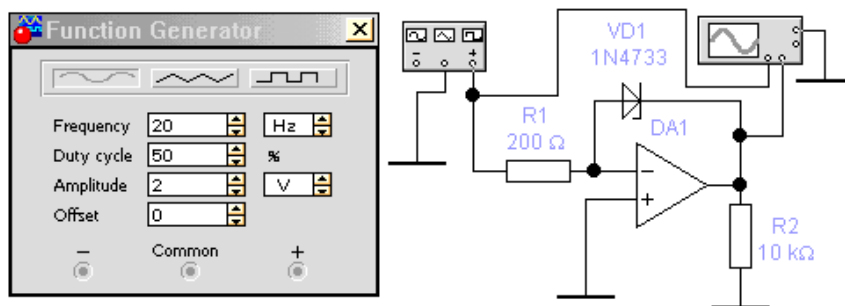 Function Generator
Frequency 20 Hz
Duty cycle 50 %
Amplitude 2 V
Offset 0
− Common +
− +
VD1
1N4733
R1
200 Ω
DA1
−
+
R2
10 kΩ